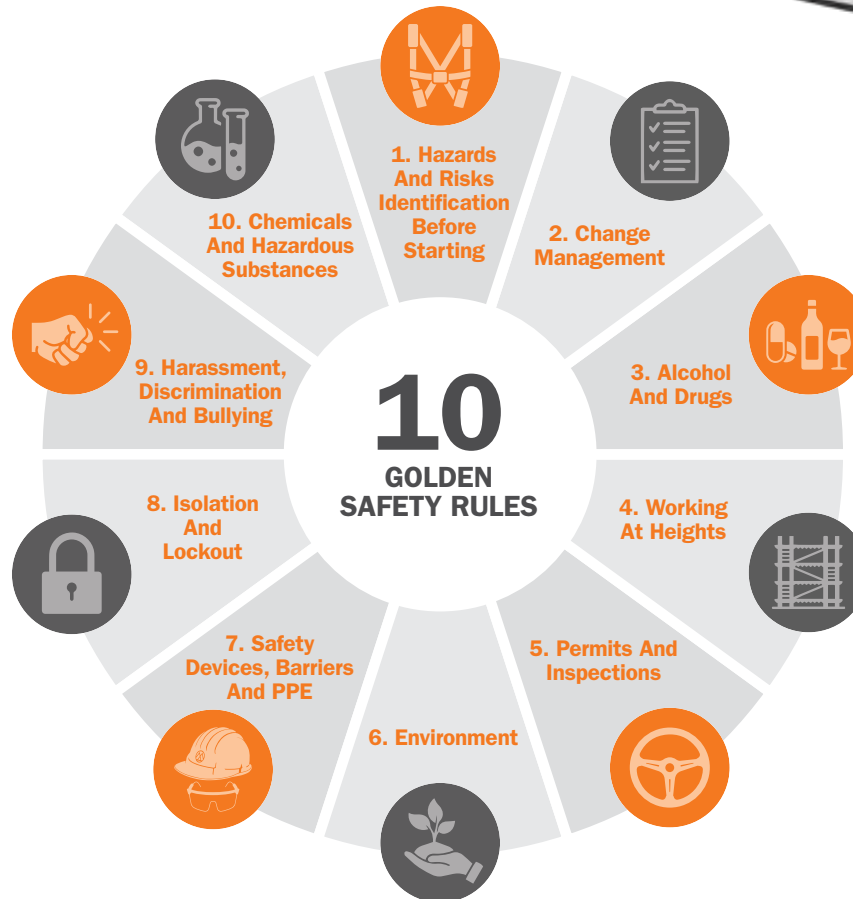 10
GOLDEN
SAFETY RULES
1. Hazards
And Risks
Identification
Before
Starting
2. Change
Management
3. Alcohol
And Drugs
4. Working
At Heights
5. Permits And
Inspections
6. Environment
7. Safety
Devices, Barriers
And PPE
8. Isolation
And
Lockout
9. Harassment,
Discrimination
And Bullying
10. Chemicals
And Hazardous
Substances